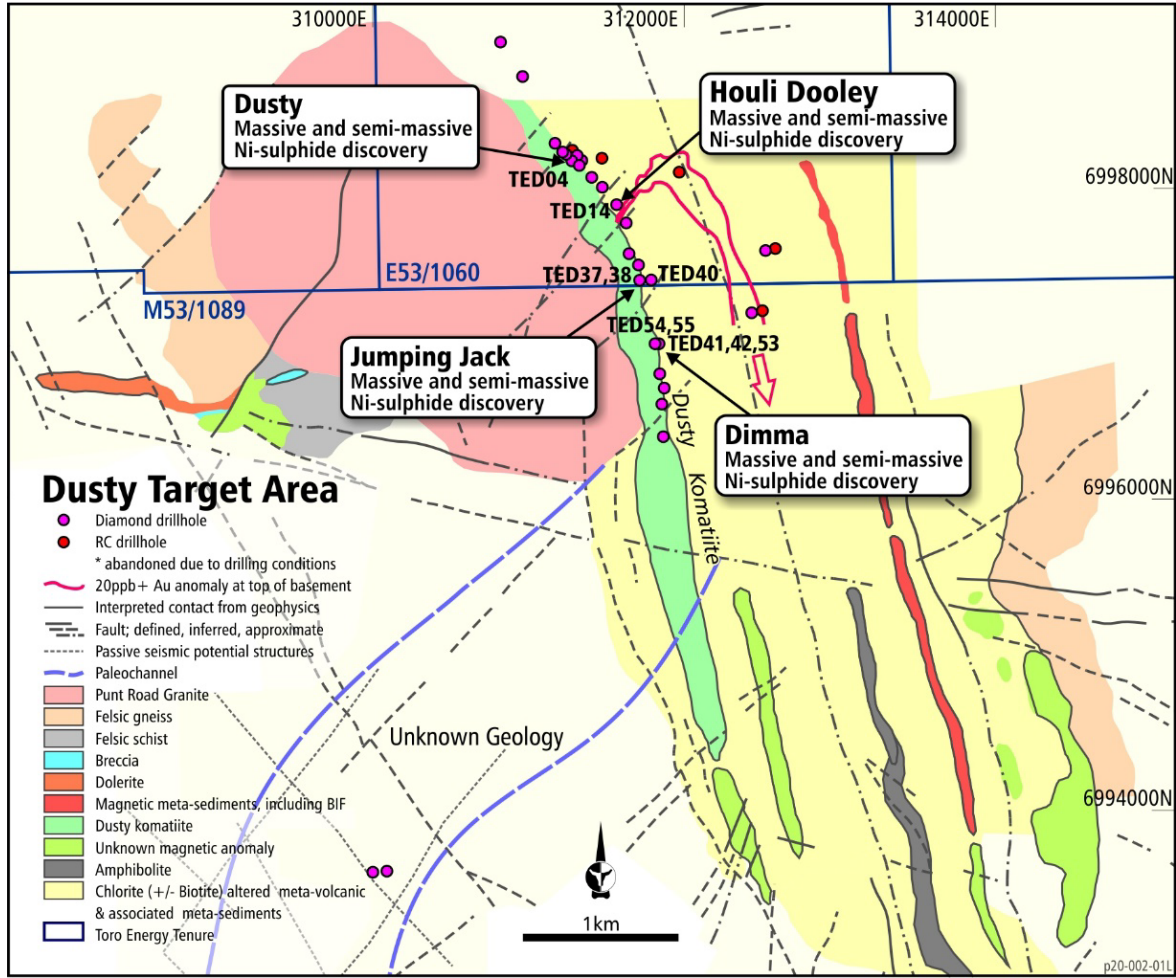 310000E
312000E
314000E
Dusty
Massive and semi-massive
Ni-sulphide discovery
Houli Dooley
Massive and semi-massive
Ni-sulphide discovery
6998000N
TED04
TED14
E53/1060
TED37,38
TED40
M53/1089
TED54,55
TED41,42,53
Jumping Jack
Massive and semi-massive
Ni-sulphide discovery
Dusty
Komatiite
Dimma
Massive and semi-massive
Ni-sulphide discovery
6996000N
Dusty Target Area
Diamond drillhole
RC drillhole
* abandoned due to drilling conditions
20ppb+ Au anomaly at top of basement
Interpreted contact from geophysics
Fault; defined, inferred, approximate
Passive seismic potential structures
Paleochannel
Punt Road Granite
Felsic gneiss
Felsic schist
Breccia
Dolerite
Magnetic meta-sediments, including BIF
Dusty komatiite
Unknown magnetic anomaly
Amphibolite
Chlorite (+/- Biotite) altered meta-volcanic
& associated meta-sediments
Toro Energy Tenure
Unknown Geology
6994000N
1km
p20-002-01L